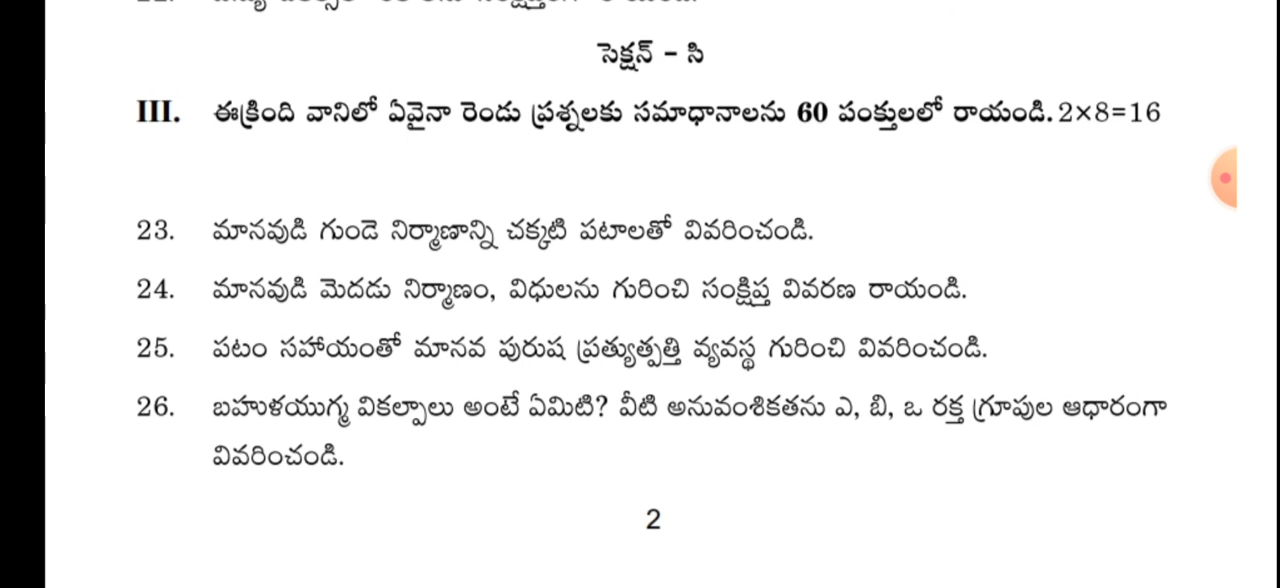 సెక్షన్ – సి
III. ఈక్రింది వానిలో ఏవైనా రెండు ప్రశ్నలకు సమాధానాలను 60 పంక్తులలో రాయండి. 2×8=16
23. మానవుడి గుండె నిర్మాణాన్ని చక్కటి పటాలతో వివరించండి.
24. మానవుడి మెదడు నిర్మాణం, విధులను గురించి సంక్షిప్త వివరణ రాయండి.
25. పటం సహాయంతో మానవ పురుష ప్రత్యుత్పత్తి వ్యవస్థ గురించి వివరించండి.
26. బహుళయుగ్మ వికల్పాలు అంటే ఏమిటి? వీటి అనువంశికతను ఎ, బి, ఒ రక్త గ్రూపుల ఆధారంగా
వివరించండి.
2